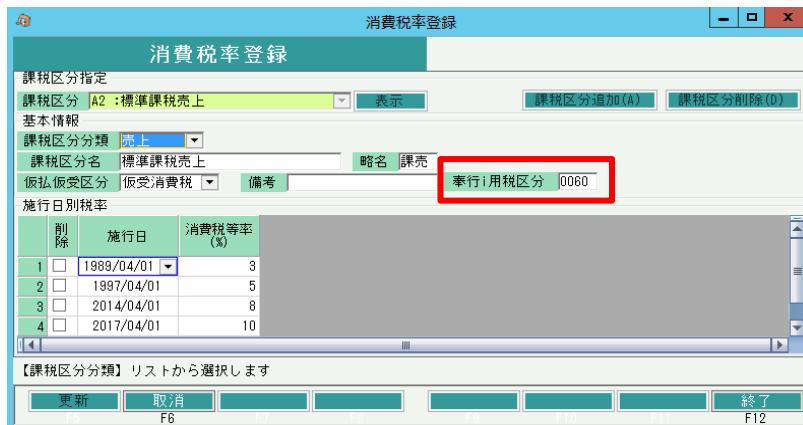 消費税率登録
消費税率登録
課税区分指定
課税区分 A2 :標準課税売上 表示 課税区分追加(A) 課税区分削除(D)
基本情報
課税区分分類 売上
課税区分名 標準課税売上 略名 課売
仮払仮受区分 仮受消費税 備考 奉行i用税区分 0060
施行日別税率
削除 施行日 消費税等率(%)
1 1989/04/01 3
2 1997/04/01 5
3 2014/04/01 8
4 2017/04/01 10
【課税区分分類】リストから選択します
更新 取消 終了
F5 F6 F7 F8 F9 F10 F11 F12